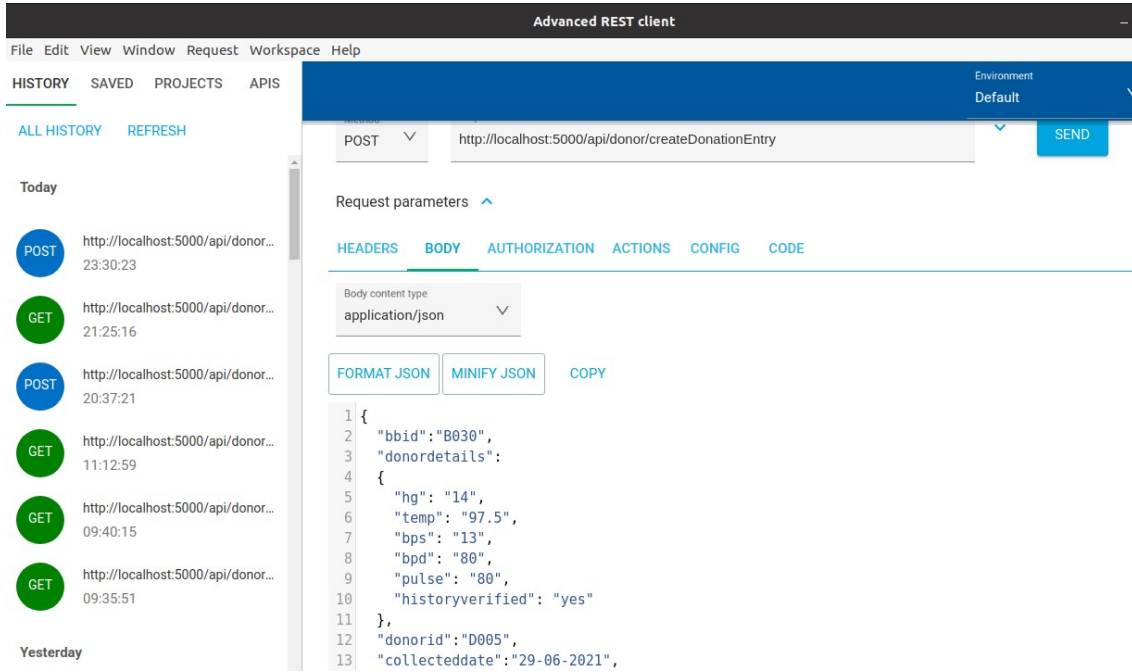 Advanced REST client
File Edit View Window Request Workspace Help
HISTORY SAVED PROJECTS APIS
Environment
Default
ALL HISTORY REFRESH
POST
http://localhost:5000/api/donor/createDonationEntry
SEND
Today
Request parameters
POST
http://localhost:5000/api/donor...
23:30:23
HEADERS BODY AUTHORIZATION ACTIONS CONFIG CODE
GET
http://localhost:5000/api/donor...
21:25:16
Body content type
application/json
POST
http://localhost:5000/api/donor...
20:37:21
FORMAT JSON MINIFY JSON COPY
GET
http://localhost:5000/api/donor...
11:12:59
GET
http://localhost:5000/api/donor...
09:40:15
GET
http://localhost:5000/api/donor...
09:35:51
Yesterday
1 {
2 "bbid":"B030",
3 "donordetails":
4 {
5 "hg": "14",
6 "temp": "97.5",
7 "bps": "13",
8 "bpd": "80",
9 "pulse": "80",
10 "historyverified": "yes"
11 },
12 "donorid":"D005",
13 "collecteddate":"29-06-2021",